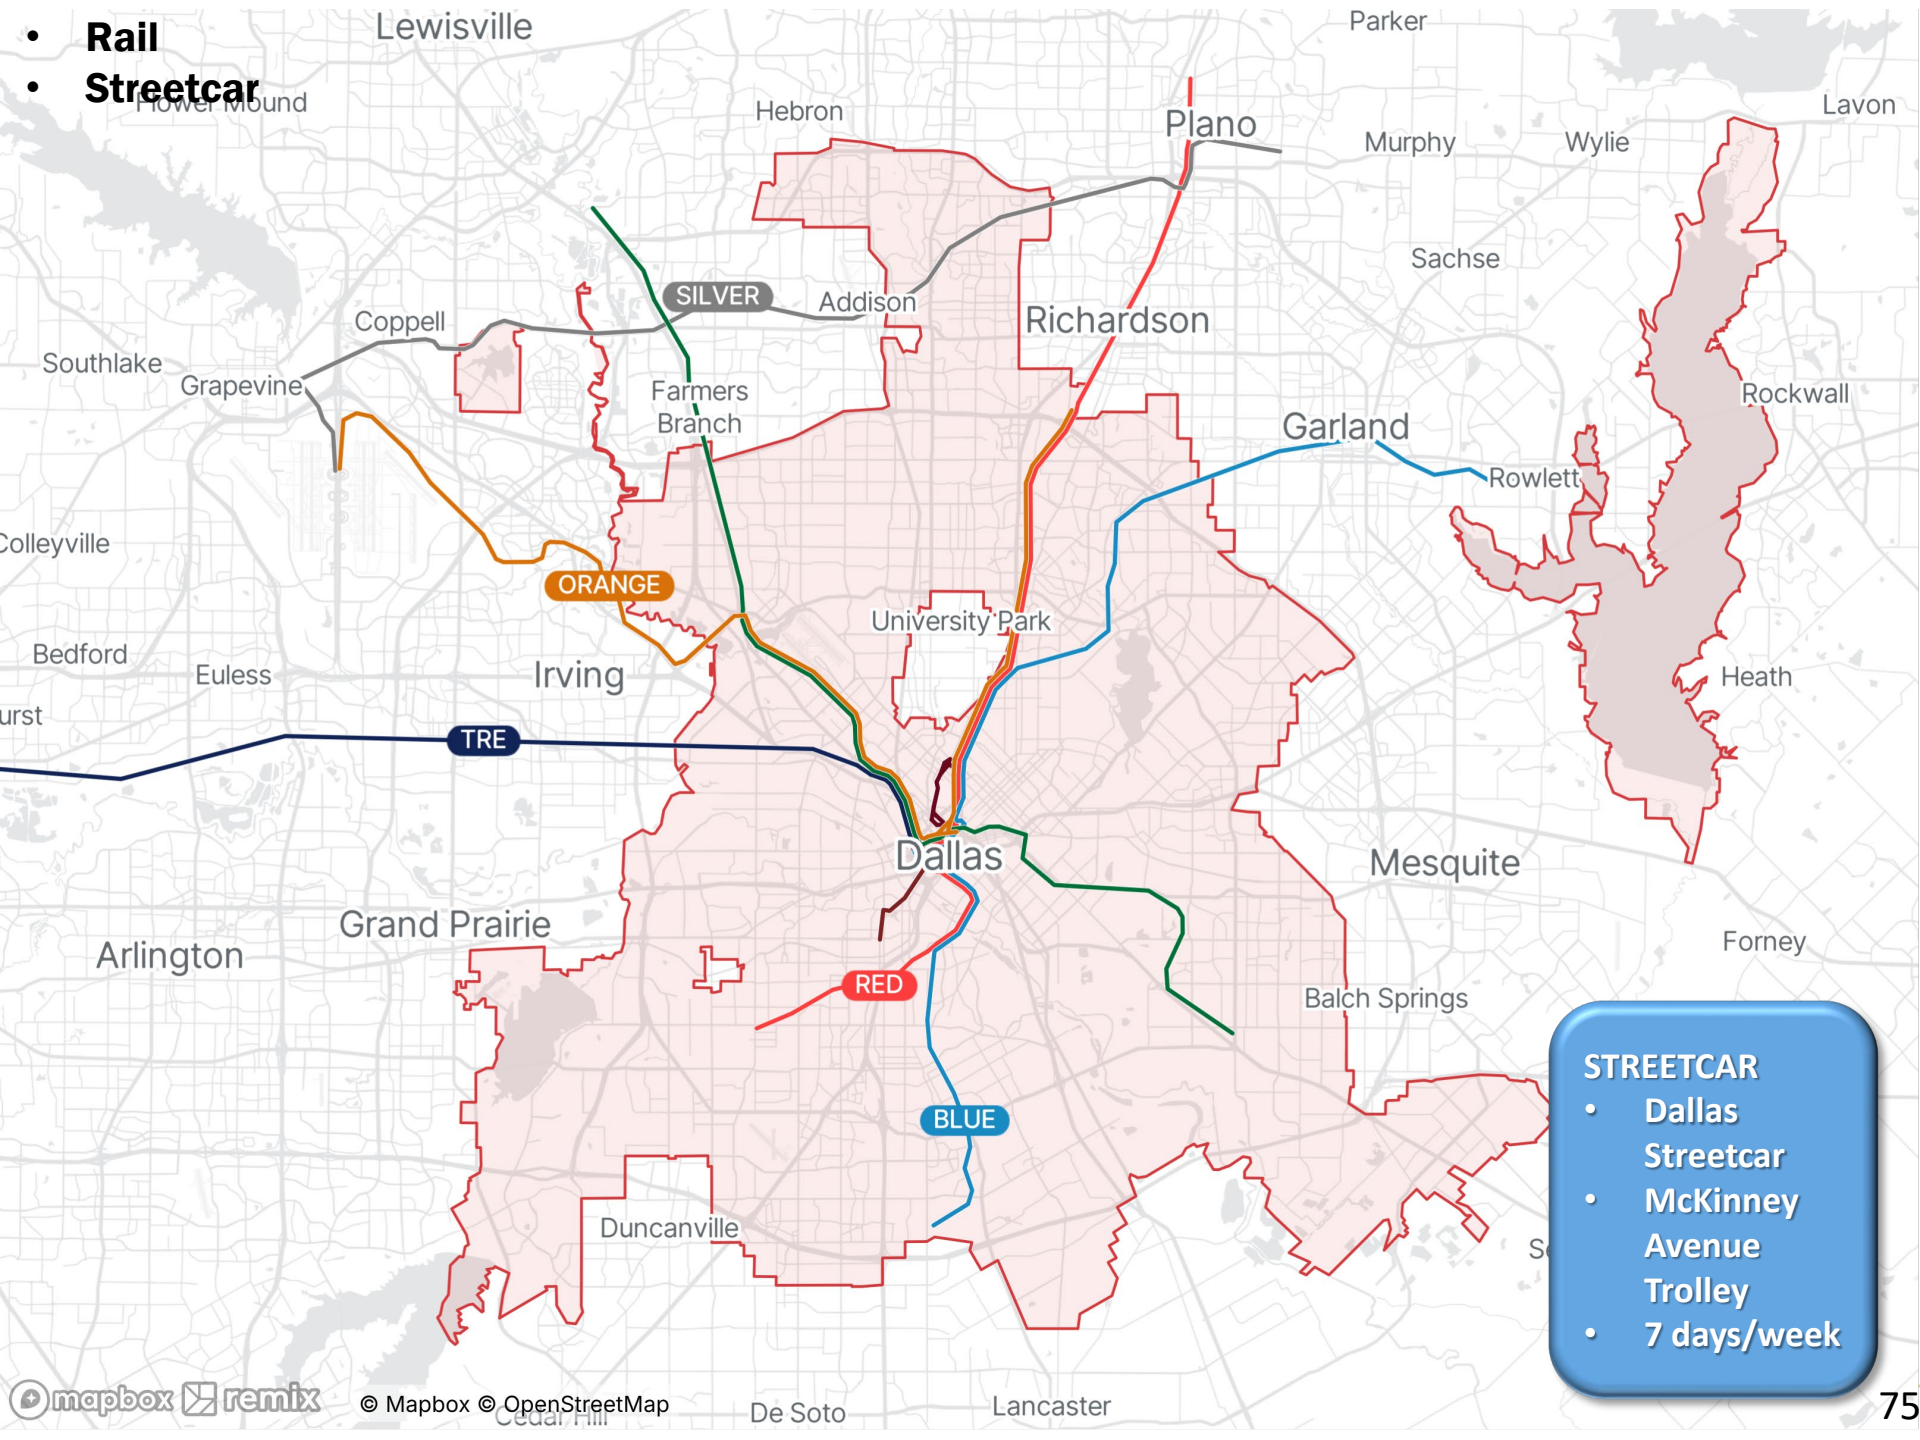 • Rail
• Streetcar
Lewisville
Parker
Flower Mound
Hebron
Plano
Lavon
Murphy
Wylie
Sachse
SILVER
Addison
Coppell
Richardson
Southlake
Grapevine
Farmers
Branch
Rockwall
Garland
Rowlett
Colleyville
ORANGE
University Park
Bedford
Euless
Irving
Heath
urst
TRE
Dallas
Mesquite
Grand Prairie
Arlington
Forney
RED
Balch Springs
BLUE
Duncanville
STREETCAR
• Dallas
Streetcar
• McKinney
Avenue
Trolley
• 7 days/week
mapbox remix
© Mapbox © OpenStreetMap
Cedar Hill
De Soto
Lancaster
75